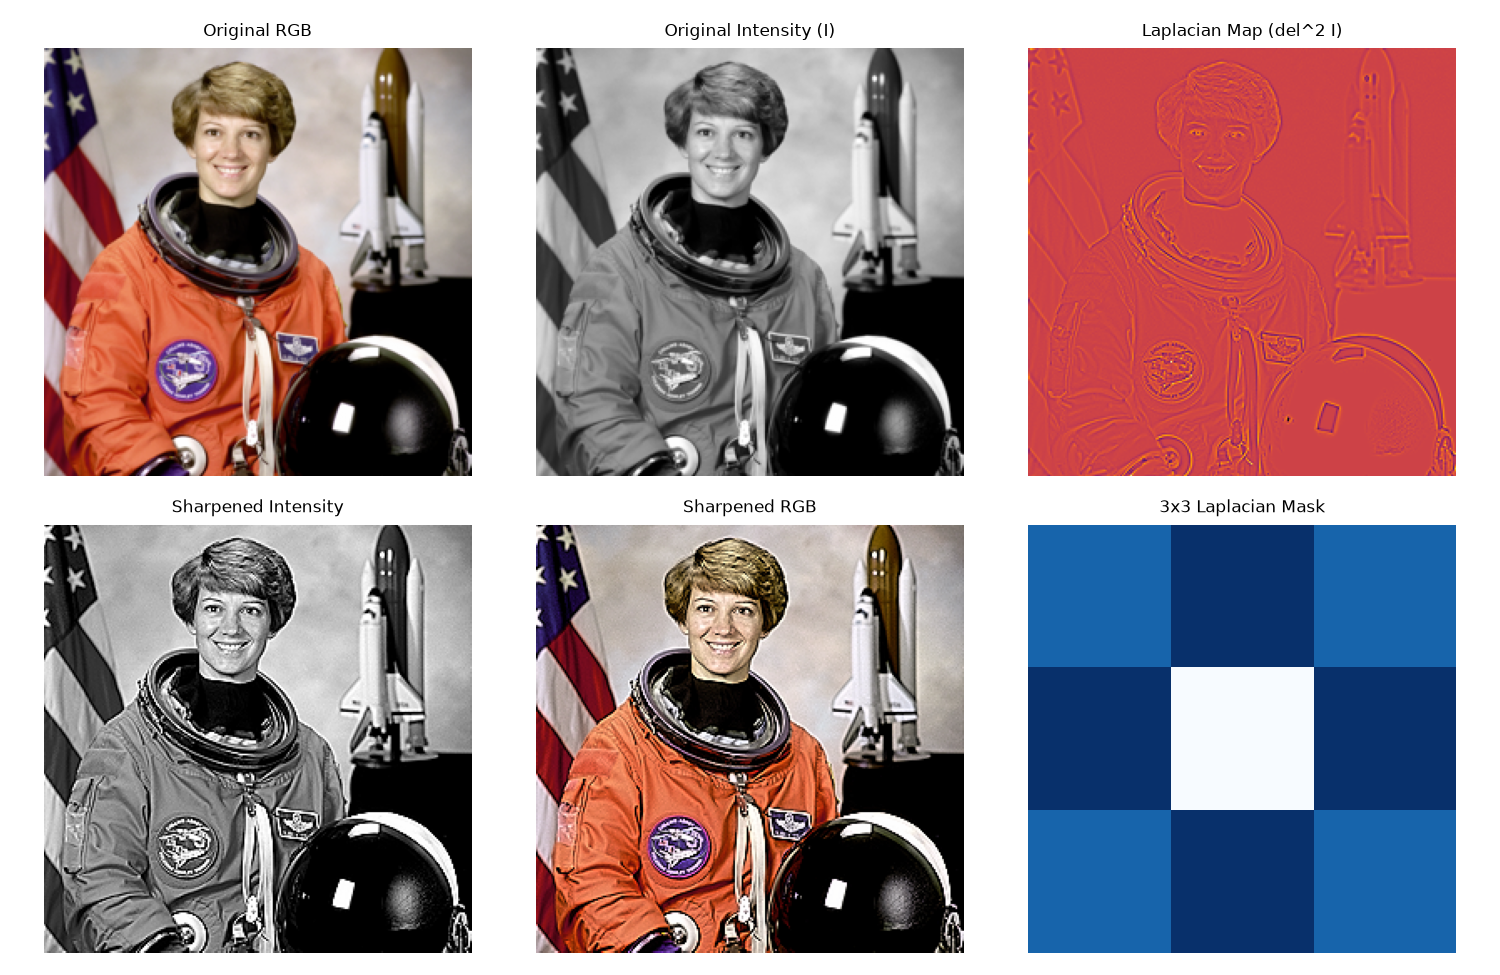 Original RGB
Original Intensity (I)
Laplacian Map (del^2 I)
Sharpened Intensity
Sharpened RGB
3x3 Laplacian Mask